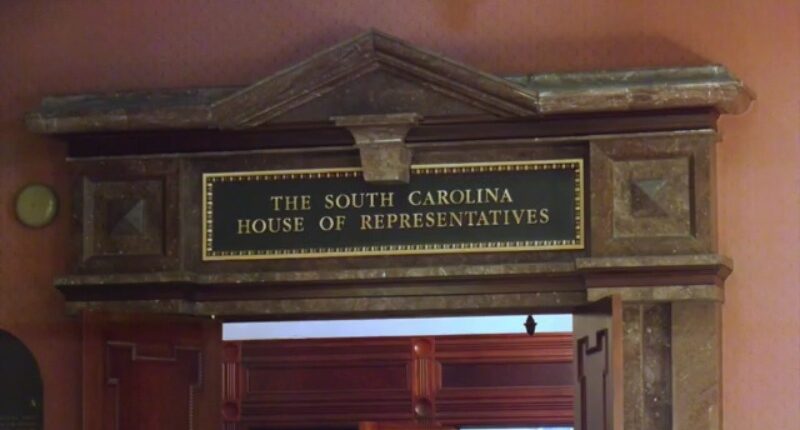 THE SOUTH CAROLINA
HOUSE OF REPRESENTATIVES